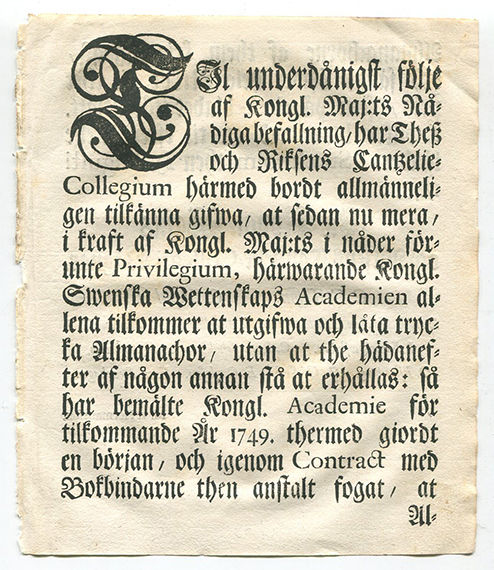 Til underdånigst följe
af Kongl. Maj:ts Nå-
diga befallning/ har Theß
och Riksens Cantzelie-
Collegium härmed bordt allmänneli-
gen tilkänna gifwa/ at sedan nu mera/
i kraft af Kongl. Maj:ts i nåder för-
unte Privilegium, härwarande Kongl.
Swenska Wettenskaps Academien al-
lena tilkommer at utgifwa och låta tryc-
ka Almanachor/ utan at the hädanef-
ter af någon annan stå at erhållas: så
har bemälte Kongl. Academie för
tilkommande År 1749. thermed giordt
en början/ och igenom Contract med
Bokbindarne then anstalt fogat/ at
Al-